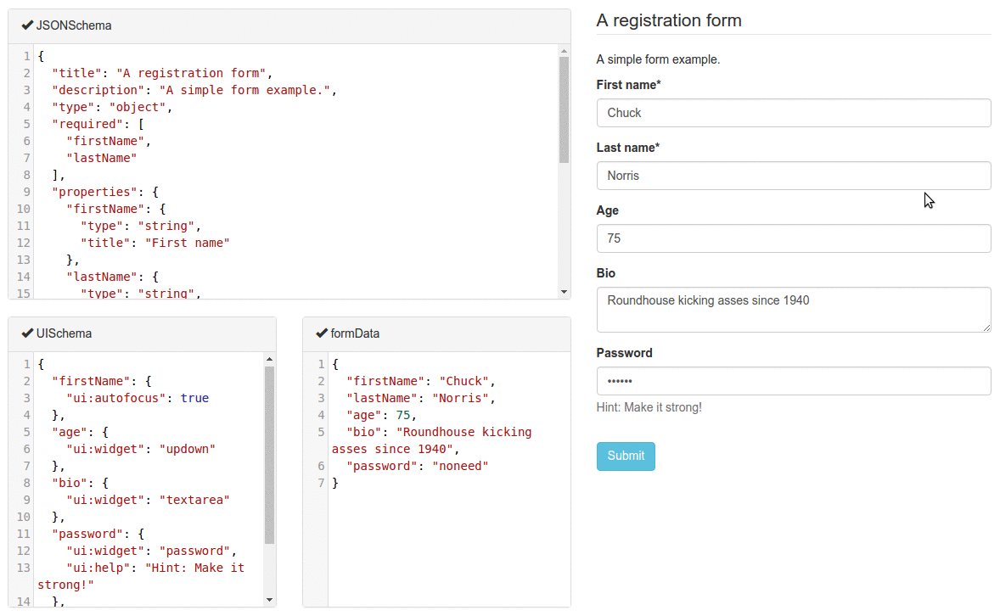 JSONSchema
1 {
2   "title": "A registration form",
3   "description": "A simple form example.",
4   "type": "object",
5   "required": [
6     "firstName",
7     "lastName"
8   ],
9   "properties": {
10     "firstName": {
11       "type": "string",
12       "title": "First name"
13     },
14     "lastName": {
15       "type": "string",
UISchema
1 {
2   "firstName": {
3     "ui:autofocus": true
4   },
5   "age": {
6     "ui:widget": "updown"
7   },
8   "bio": {
9     "ui:widget": "textarea"
10   },
11   "password": {
12     "ui:widget": "password",
13     "ui:help": "Hint: Make it
strong!"
14   },
formData
1 {
2   "firstName": "Chuck",
3   "lastName": "Norris",
4   "age": 75,
5   "bio": "Roundhouse kicking
asses since 1940",
6   "password": "noneed"
7 }
A registration form
A simple form example.
First name*
Chuck
Last name*
Norris
Age
75
Bio
Roundhouse kicking asses since 1940
Password
••••••
Hint: Make it strong!
Submit